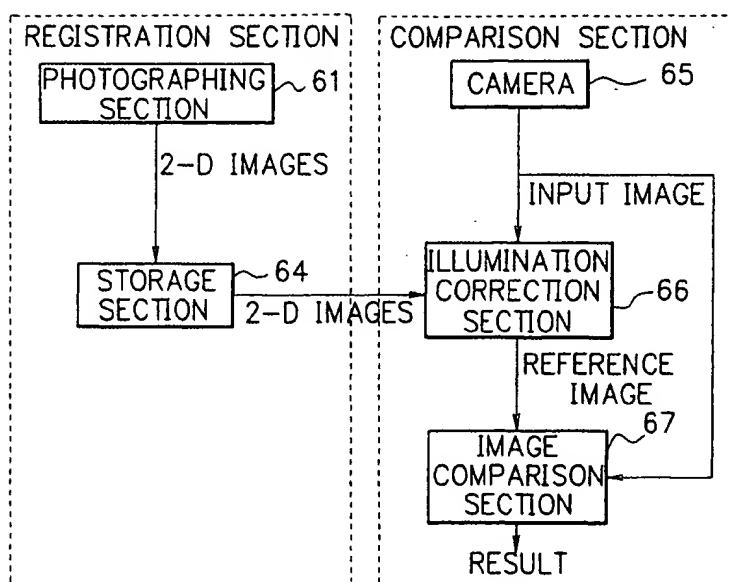 REGISTRATION SECTION
PHOTOGRAPHING
SECTION
61
2-D IMAGES
STORAGE
SECTION
64
2-D IMAGES
COMPARISON SECTION
CAMERA
65
INPUT IMAGE
ILLUMINATION
CORRECTION
SECTION
66
REFERENCE
IMAGE
IMAGE
COMPARISON
SECTION
67
RESULT